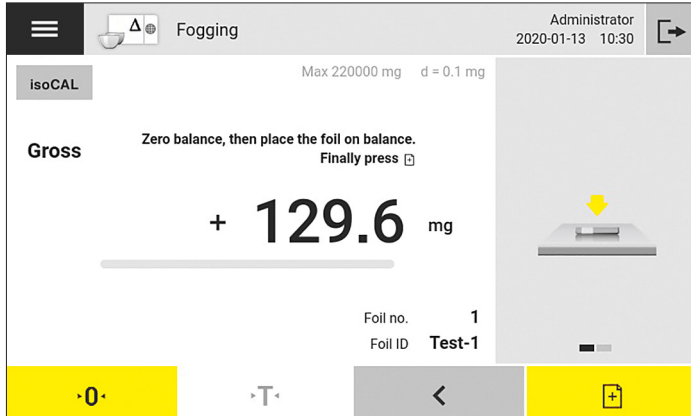 Fogging
Administrator
2020-01-13 10:30
isoCAL
Max 220000 mg d = 0.1 mg
Gross
Zero balance, then place the foil on balance.
Finally press
+ 129.6 mg
Foil no. 1
Foil ID Test-1
0
T